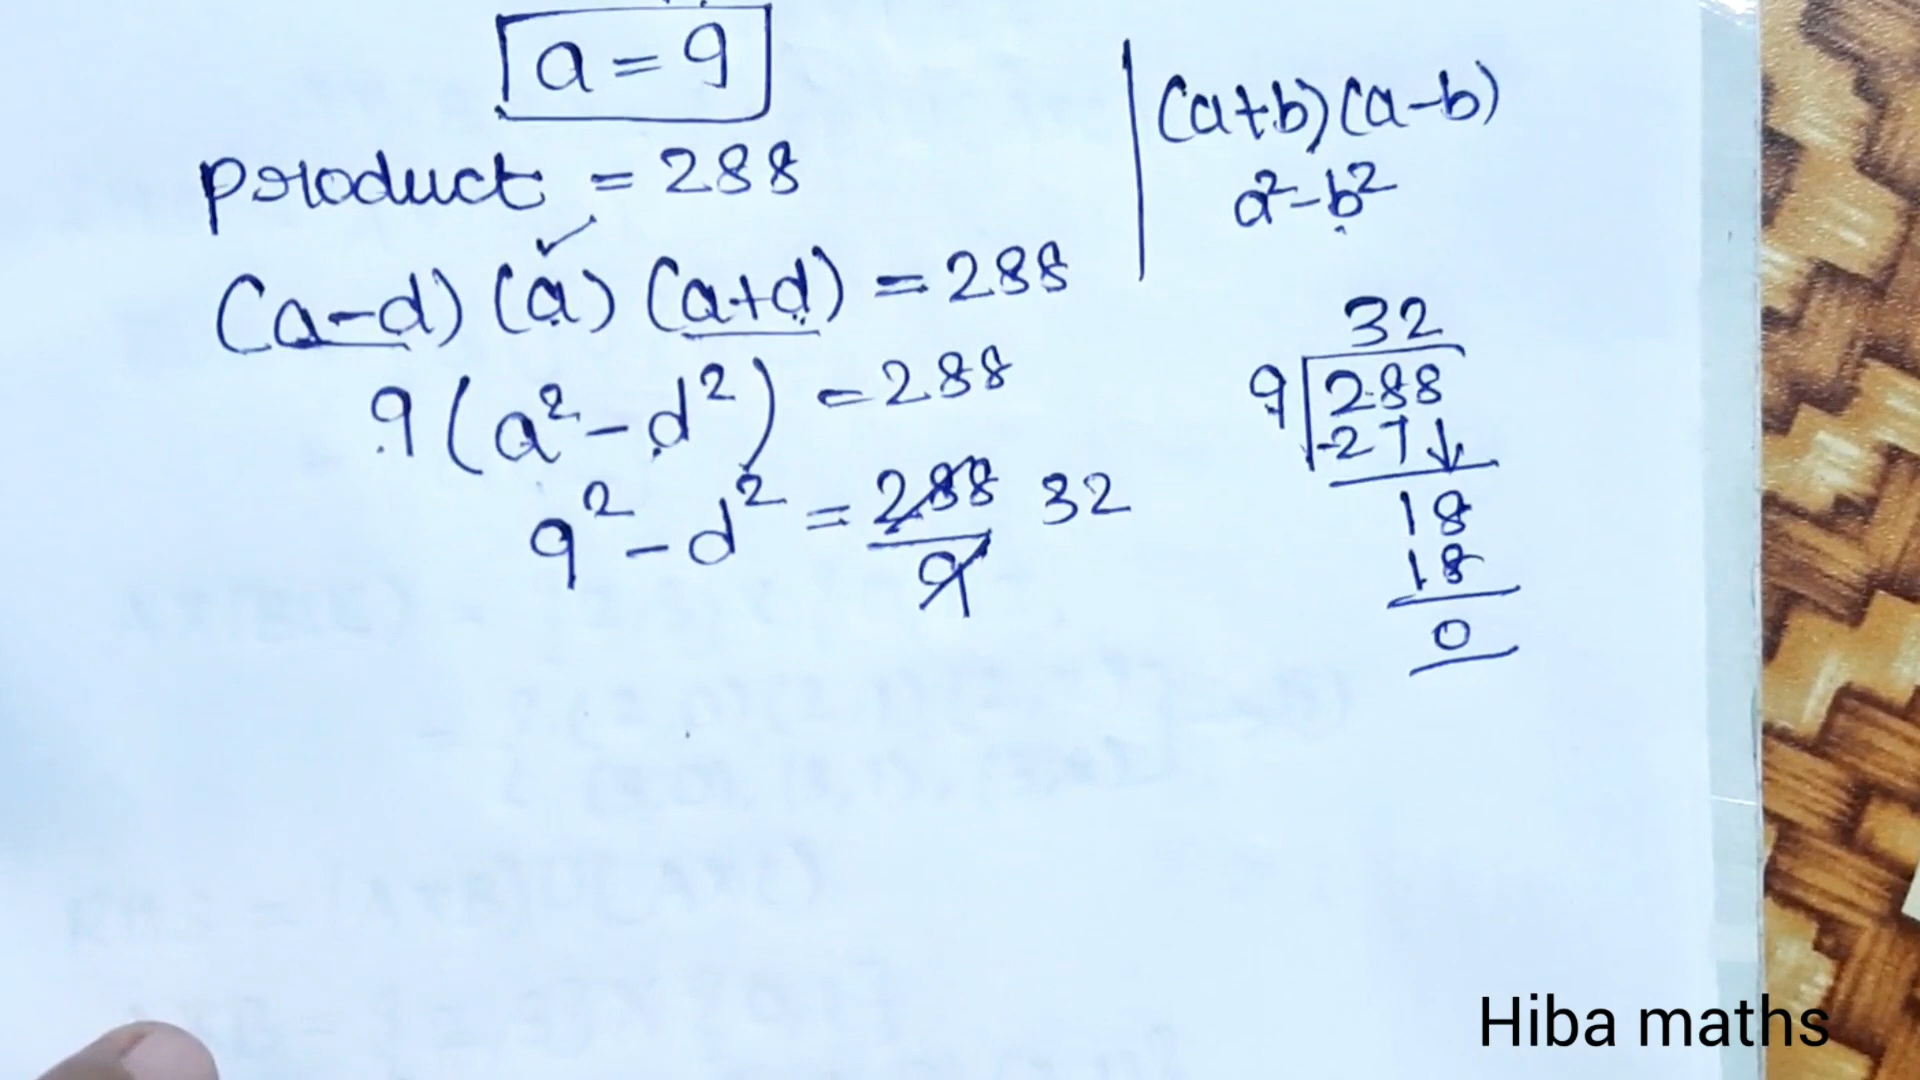 a = 9
product = 288
(a-d) (a) (a+d) = 288
9 (a² - d²) = 288
9² - d² = 288/9 32
(a+b) (a-b)
a² - b²
32
9 288
-27↓
18
18
0
Hiba maths